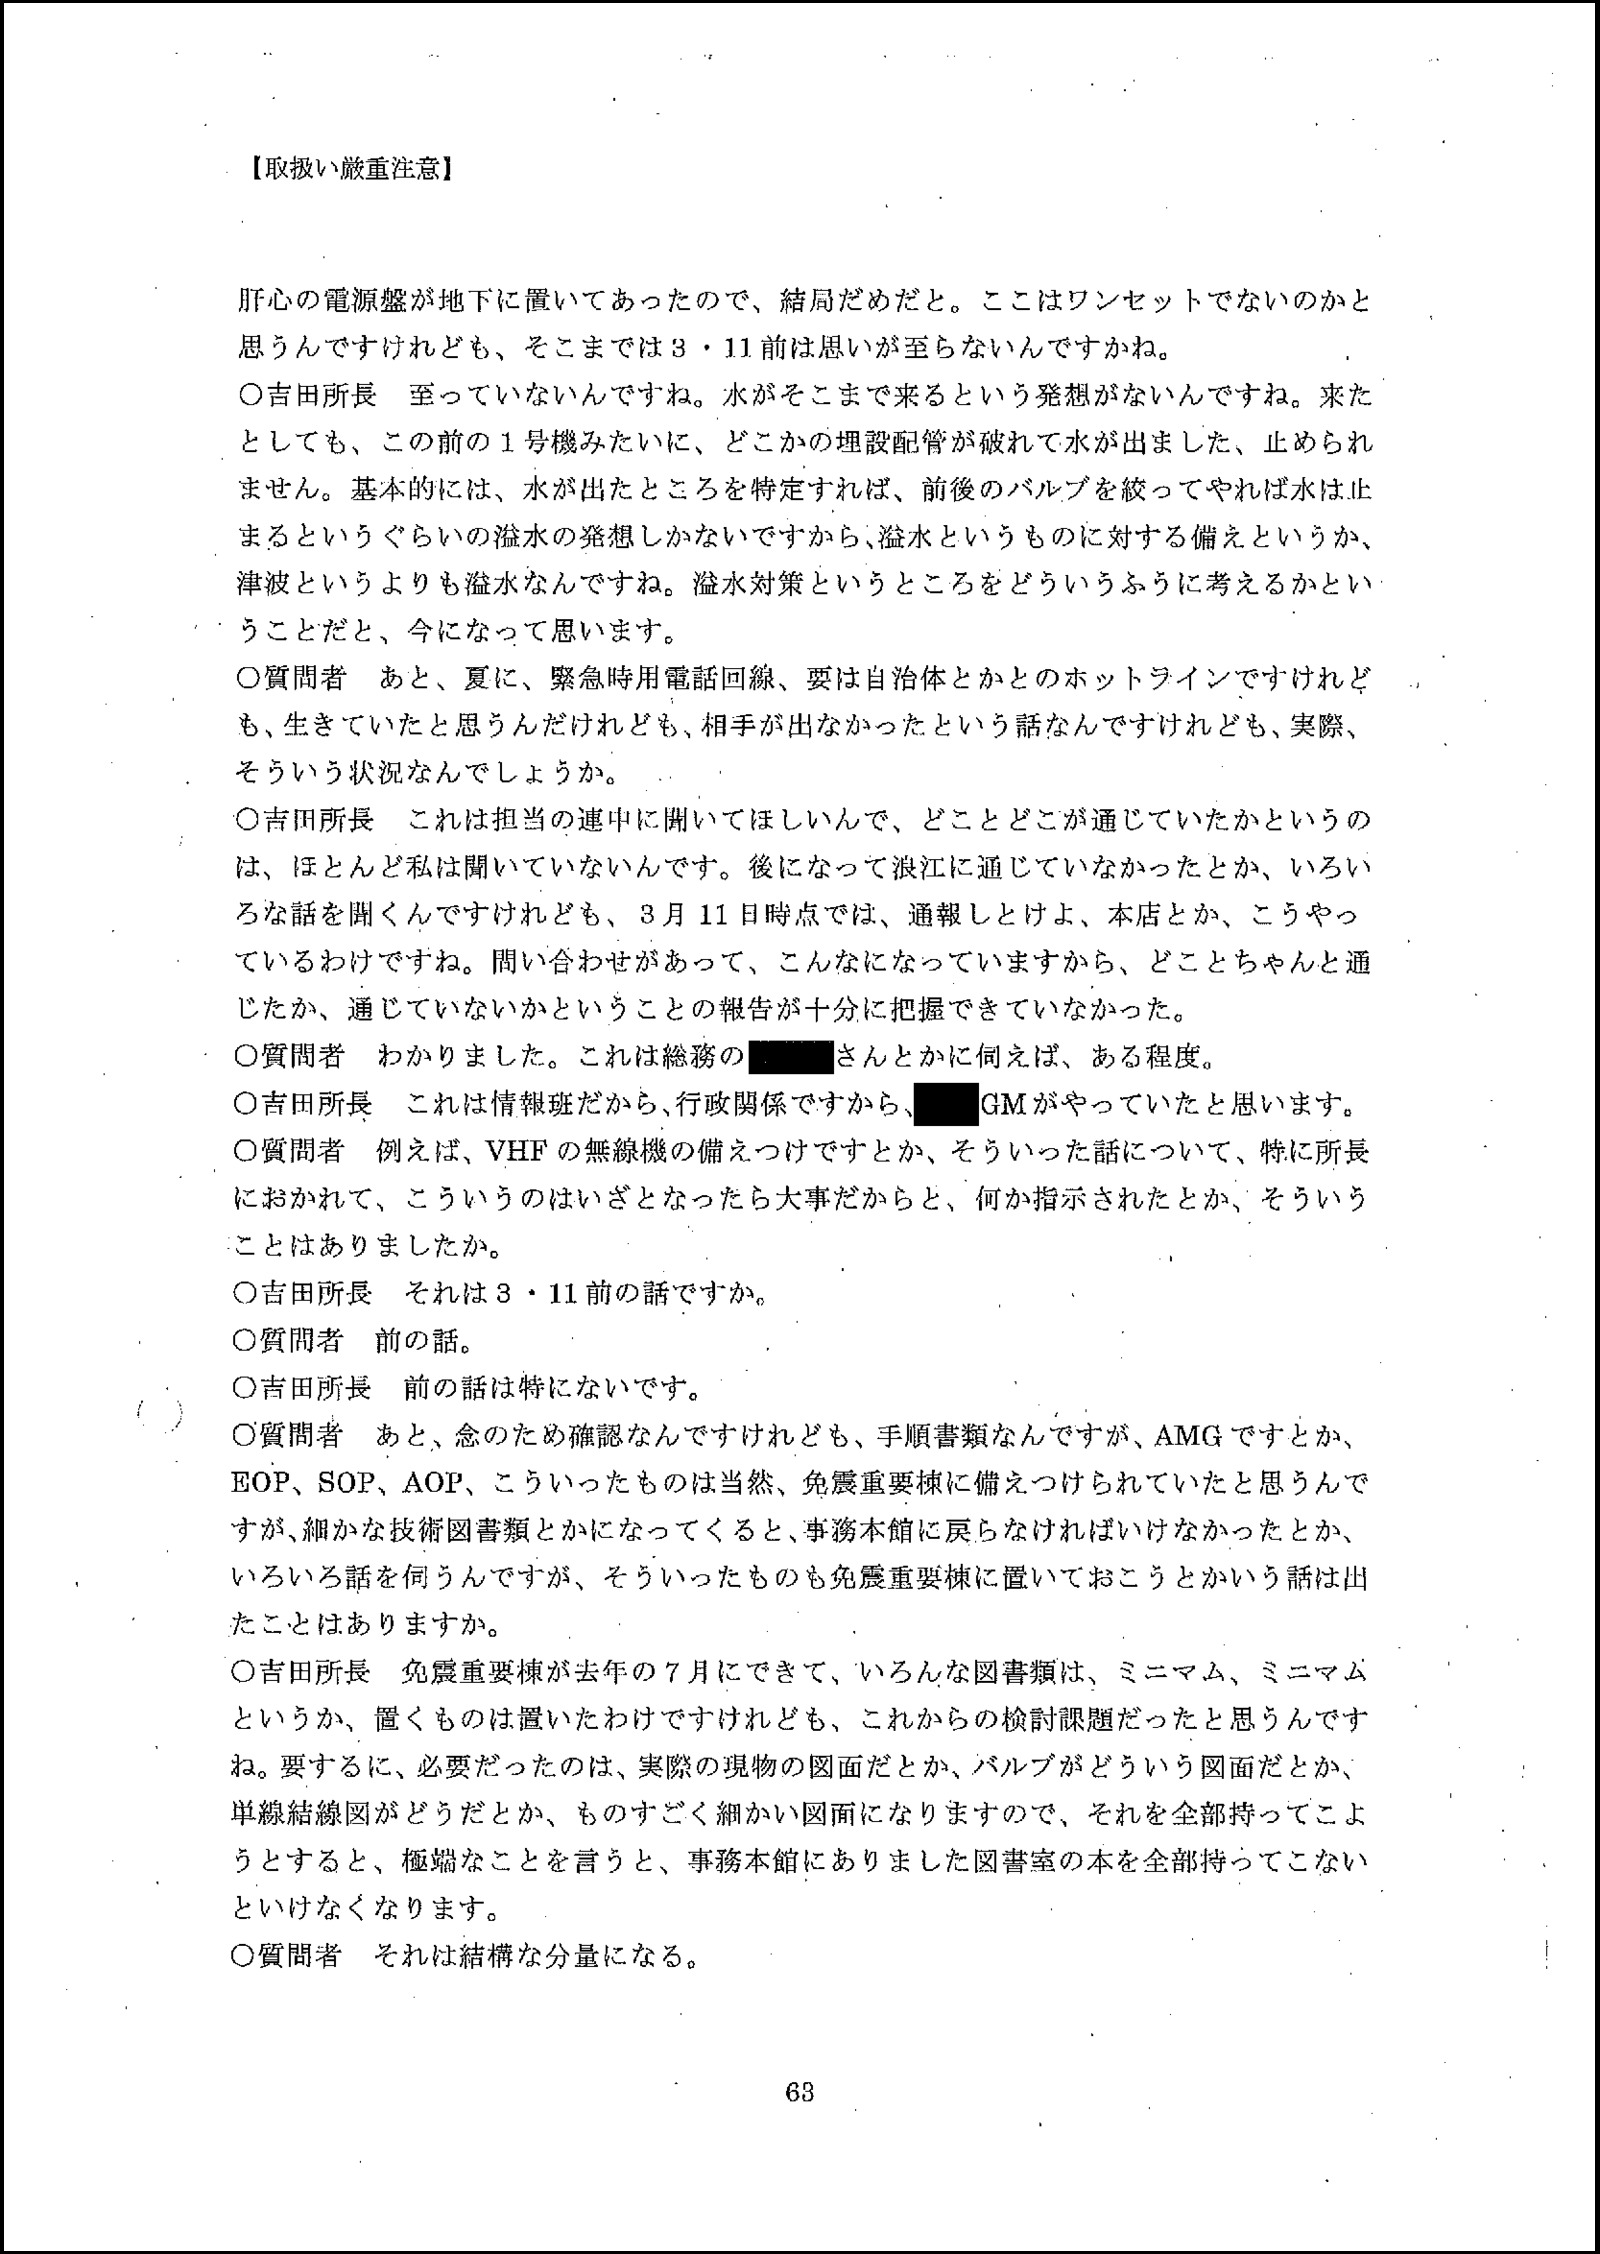 【取扱い厳重注意】
肝心の電源盤が地下に置いてあったので、結局だめだと。ここはワンセットでないのかと
思うんですけれども、そこまでは３・11前は思いが至らないんですかね。
○吉田所長　至っていないんですね。水がそこまで来るという発想がないんですね。来た
としても、この前の１号機みたいに、どこかの埋設配管が破れて水が出ました、止められ
ません。基本的には、水が出たところを特定すれば、前後のバルブを絞ってやれば水は止
まるというぐらいの溢水の発想しかないですから、溢水というものに対する備えというか、
津波というよりも溢水なんですね。溢水対策というところをどういうふうに考えるかとい
うことだと、今になって思います。
○質問者　あと、夏に、緊急時用電話回線、要は自治体とかとのホットラインですけれど
も、生きていたと思うんだけれども、相手が出なかったという話なんですけれども、実際、
そういう状況なんでしょうか。
○吉田所長　これは担当の連中に聞いてほしいんで、どことどこが通じていたかというの
は、ほとんど私は聞いていないんです。後になって浪江に通じていなかったとか、いろい
ろな話を聞くんですけれども、３月11日時点では、通報しとけよ、本店とか、こうやっ
ているわけですね。問い合わせがあって、こんなになっていますから、どことちゃんと通
じたか、通じていないかということの報告が十分に把握できていなかった。
○質問者　わかりました。これは総務の さんとかに伺えば、ある程度。
○吉田所長　これは情報班だから、行政関係ですから、 GMがやっていたと思います。
○質問者　例えば、VHFの無線機の備えつけですとか、そういった話について、特に所長
におかれて、こういうのはいざとなったら大事だからと、何か指示されたとか、そういう
ことはありましたか。
○吉田所長　それは３・11前の話ですか。
○質問者　前の話。
○吉田所長　前の話は特にないです。
○質問者　あと、念のため確認なんですけれども、手順書類なんですが、AMGですとか、
EOP、SOP、AOP、こういったものは当然、免震重要棟に備えつけられていたと思うんで
すが、細かな技術図書類とかになってくると、事務本館に戻らなければいけなかったとか、
いろいろ話を伺うんですが、そういったものも免震重要棟に置いておこうとかいう話は出
たことはありますか。
○吉田所長　免震重要棟が去年の７月にできて、いろんな図書類は、ミニマム、ミニマム
というか、置くものは置いたわけですけれども、これからの検討課題だったと思うんです
ね。要するに、必要だったのは、実際の現物の図面だとか、バルブがどういう図面だとか、
単線結線図がどうだとか、ものすごく細かい図面になりますので、それを全部持ってこよ
うとすると、極端なことを言うと、事務本館にありました図書室の本を全部持ってこない
といけなくなります。
○質問者　それは結構な分量になる。
63